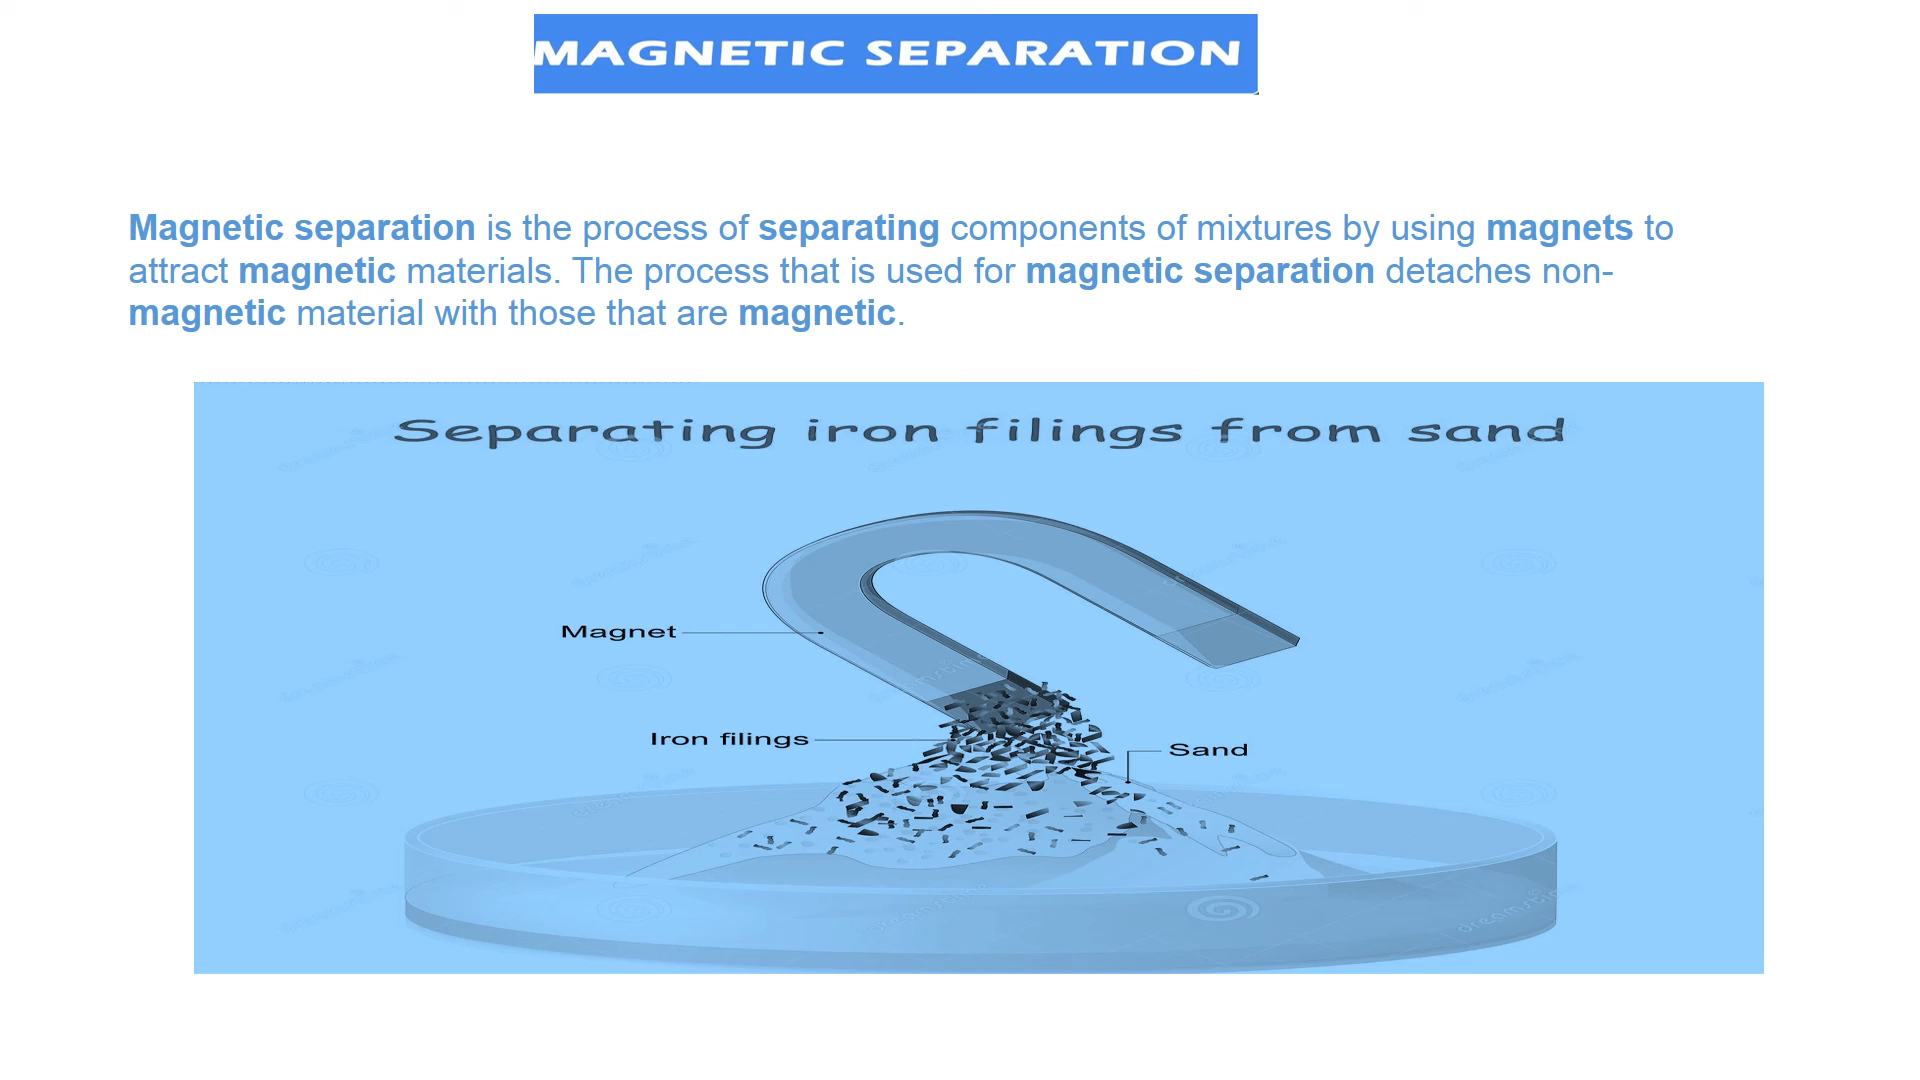 MAGNETIC SEPARATION
Magnetic separation is the process of separating components of mixtures by using magnets to
attract magnetic materials. The process that is used for magnetic separation detaches non-
magnetic material with those that are magnetic.
Separating iron filings from sand
Magnet
Iron filings
Sand
dreamstime